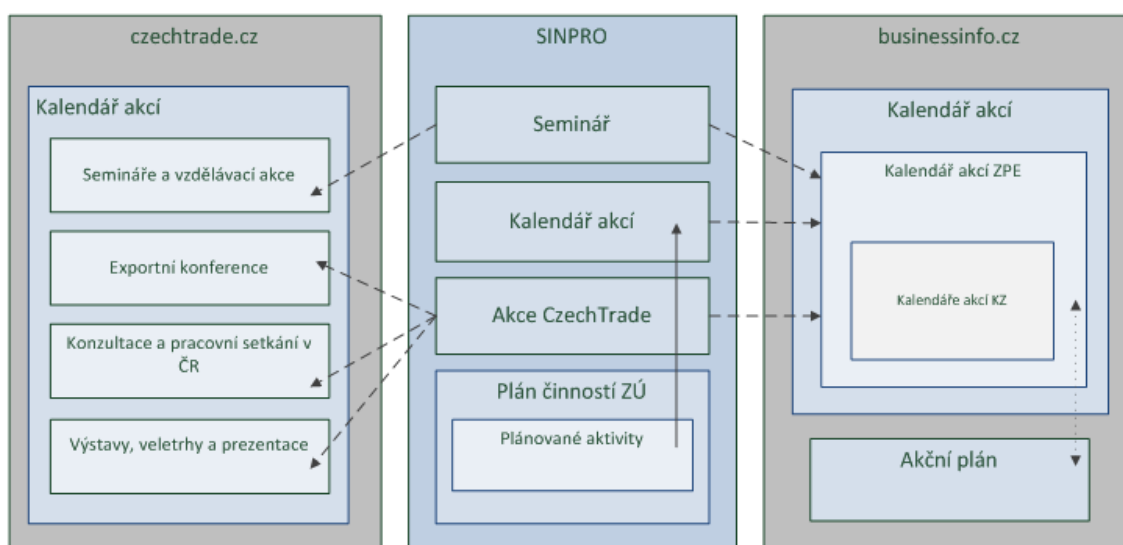 czechtrade.cz
Kalendář akcí
Semináře a vzdělávací akce
Exportní konference
Konzultace a pracovní setkání v
ČR
Výstavy, veletrhy a prezentace
SINPRO
Seminář
Kalendář akcí
Akce CzechTrade
Plán činností ZÚ
Plánované aktivity
businessinfo.cz
Kalendář akcí
Kalendář akcí ZPE
Kalendáře akcí KZ
Akční plán